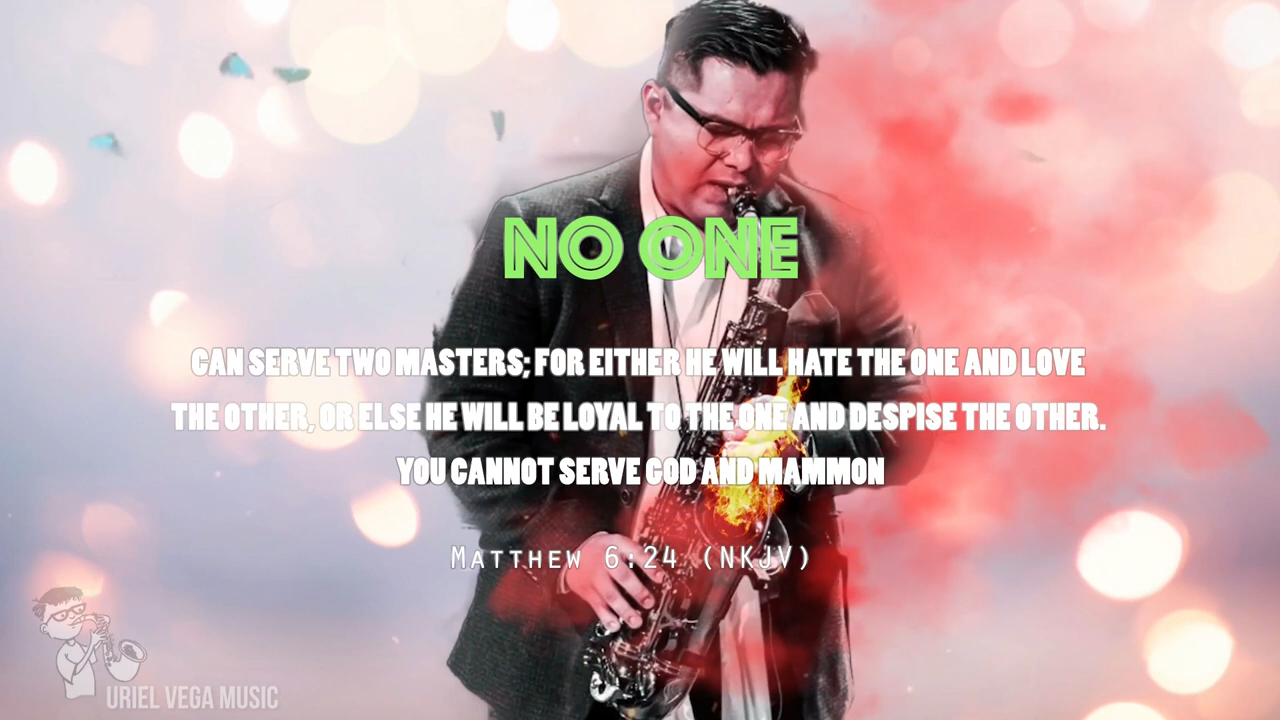 NO ONE
CAN SERVE TWO MASTERS; FOR EITHER HE WILL HATE THE ONE AND LOVE
THE OTHER, OR ELSE HE WILL BE LOYAL TO THE ONE AND DESPISE THE OTHER.
YOU CANNOT SERVE GOD AND MAMMON
Matthew 6:24 (NKJV)
URIEL VEGA MUSIC